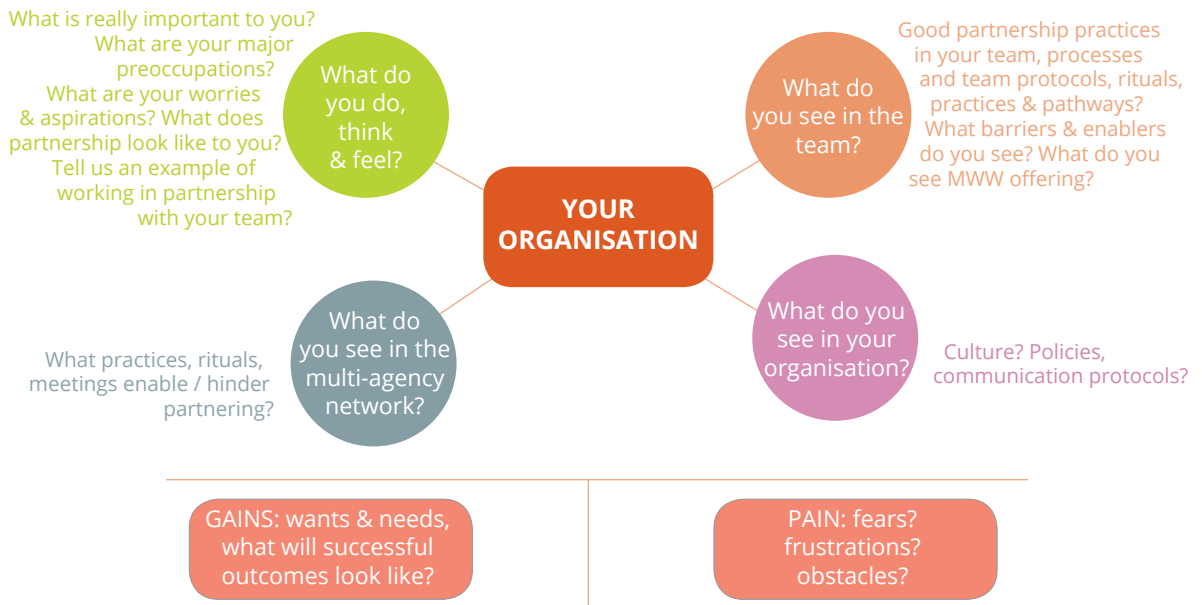 What is really important to you?
What are your major
preoccupations?
What are your worries
& aspirations? What does
partnership look like to you?
Tell us an example of
working in partnership
with your team?
What do
you do,
think
& feel?
What do
you see in the
team?
Good partnership practices
in your team, processes
and team protocols, rituals,
practices & pathways?
What barriers & enablers
do you see? What do you
see MWW offering?
YOUR
ORGANISATION
What practices, rituals,
meetings enable / hinder
partnering?
What do
you see in the
multi-agency
network?
What do you
see in your
organisation?
Culture? Policies,
communication protocols?
GAINS: wants & needs,
what will successful
outcomes look like?
PAIN: fears?
frustrations?
obstacles?